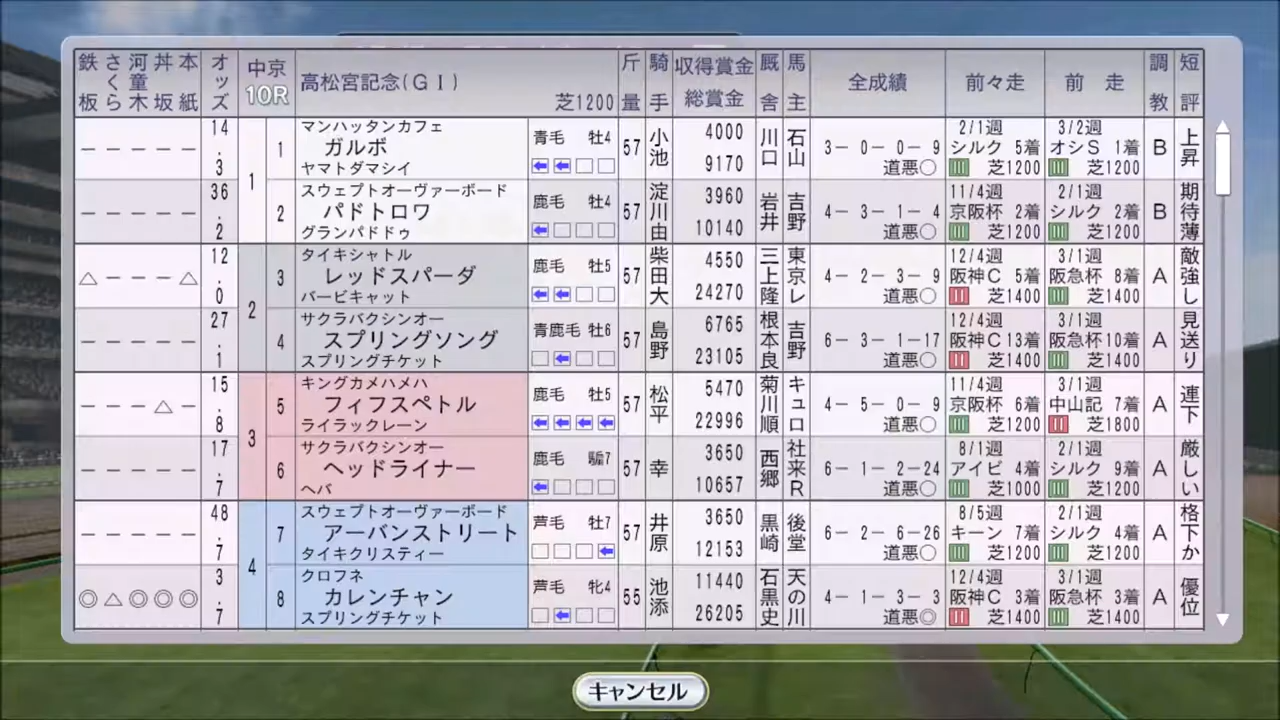 鉄板 さくら 河童木 丼坂 本紙 オッズ 中京10R 高松宮記念(GⅠ) 芝1200 斤量 騎手 収得賞金 総賞金 厩舎 馬主 全成績 前々走 前走 調教 短評
－ － － － － 14.3 1 1 マンハッタンカフェ 青毛 牡4 57 小池 4000 川口 石山 3－ 0－ 0－ 9 2/1週 3/2週 B 上昇
ガルボ シルク 5着 オシS 1着
ヤマトダマシイ 9170 道悪○ 芝1200 芝1200
－ － － － － 36.2 2 スウェプトオーヴァーボード 鹿毛 牡4 57 淀川由 3960 岩井 吉野 4－ 3－ 1－ 4 11/4週 2/1週 B 期待薄
パドトロワ 京阪杯 2着 シルク 2着
グランパドドゥ 10140 道悪○ 芝1200 芝1200
△ － － － △ 12.0 2 3 タイキシャトル 鹿毛 牡5 57 柴田大 4550 三上隆 東京レ 4－ 2－ 3－ 9 12/4週 3/1週 A 敵強し
レッドスパーダ 阪神C 5着 阪急杯 8着
バービキャット 24270 道悪○ 芝1400 芝1400
－ － － － － 27.1 4 サクラバクシンオー 青鹿毛 牡6 57 島野 6765 根本良 吉野 6－ 3－ 1－17 12/4週 3/1週 A 見送り
スプリングソング 阪神C13着 阪急杯10着
スプリングチケット 23105 道悪○ 芝1400 芝1400
－ － － △ － 15.8 3 5 キングカメハメハ 鹿毛 牡5 57 松平 5470 菊川順 キュロ 4－ 5－ 0－ 9 11/4週 3/1週 A 連下
フィフスペトル 京阪杯 6着 中山記 7着
ライラックレーン 22996 道悪○ 芝1200 芝1800
－ － － － － 17.7 6 サクラバクシンオー 鹿毛 騸7 57 幸 3650 西郷 社来R 6－ 1－ 2－24 8/1週 2/1週 A 厳しい
ヘッドライナー アイビ 4着 シルク 9着
ヘバ 10657 道悪○ 芝1000 芝1200
－ － － － － 48.7 4 7 スウェプトオーヴァーボード 芦毛 牡7 57 井原 3650 黒崎 後堂 6－ 2－ 6－26 8/5週 2/1週 A 格下か
アーバンストリート キーン 7着 シルク 4着
タイキクリスティー 12153 道悪○ 芝1200 芝1200
◎ △ ◎ ◎ ◎ 3.7 8 クロフネ 芦毛 牝4 55 池添 11440 石黒史 天の川 4－ 1－ 3－ 3 12/4週 3/1週 A 優位
カレンチャン 阪神C 3着 阪急杯 3着
スプリングチケット 26205 道悪◎ 芝1400 芝1400
キャンセル